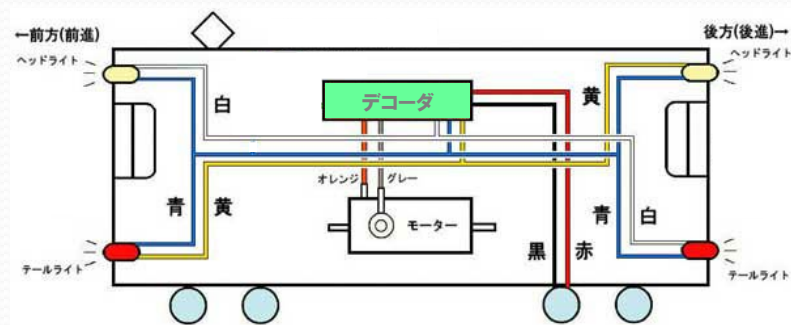 ←前方(前進)
後方(後進)→
ヘッドライト
ヘッドライト
白
デコーダ
黄
オレンジ
グレー
青
黄
モーター
青
白
黒
赤
テールライト
テールライト